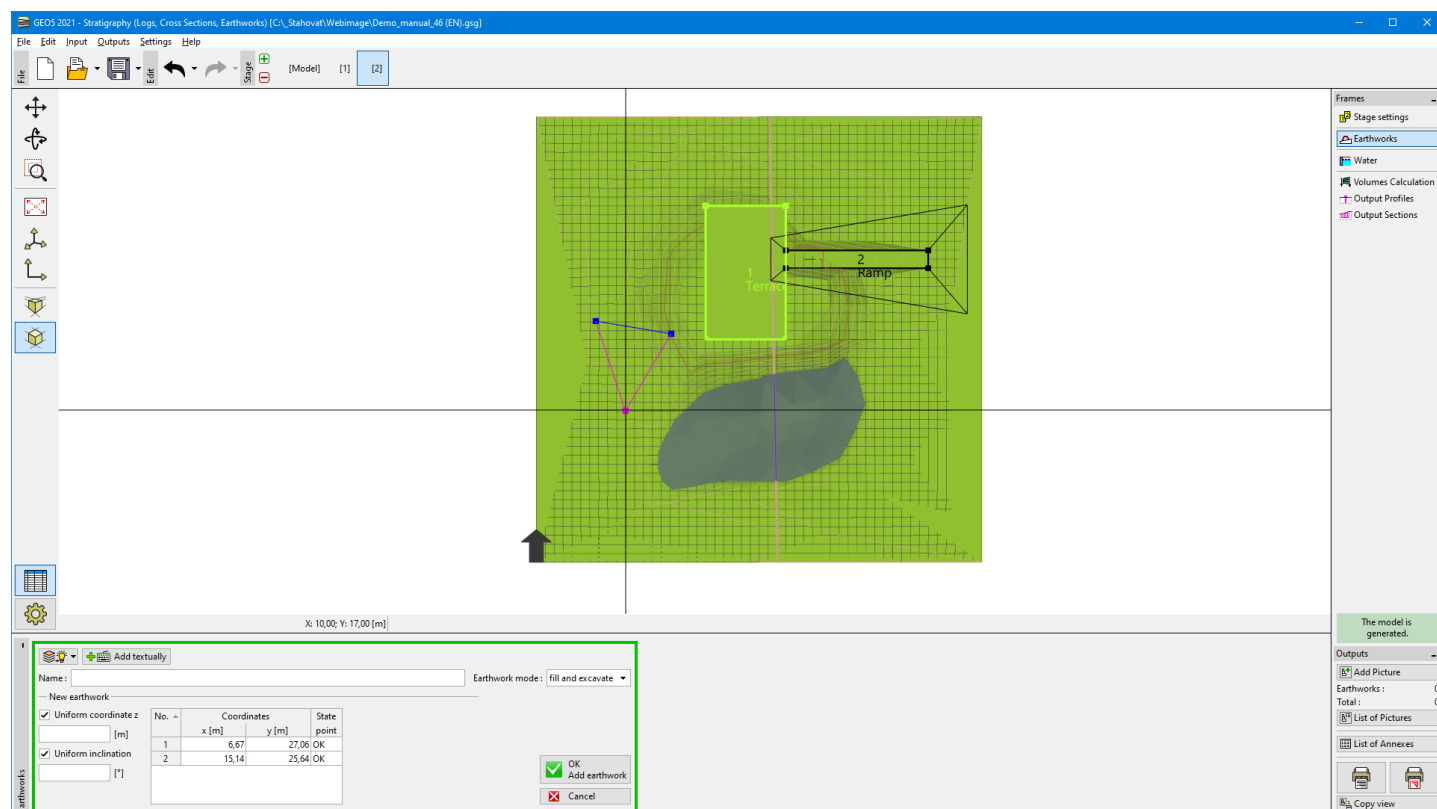 GEO5 2021 - Stratigraphy (Logs, Cross Sections, Earthworks) [C:\_Stahovat\Webimage\Demo_manual_46 (EN).gsg]
File Edit Input Outputs Settings Help
File
Edit
Stage
[Model] [1] [2]
Frames
Stage settings
Earthworks
Water
Volumes Calculation
Output Profiles
Output Sections
1
Terrace
2
Ramp
X: 10,00; Y: 17,00 [m]
The model is
generated.
Add textually
Name :
Earthwork mode : fill and excavate
New earthwork
Uniform coordinate z
[m]
Uniform inclination
[°]
No. Coordinates State
x [m] y [m] point
1 6,67 27,06 OK
2 15,14 25,64 OK
OK
Add earthwork
Cancel
Outputs
Add Picture
Earthworks : 0
Total : 0
List of Pictures
List of Annexes
Copy view